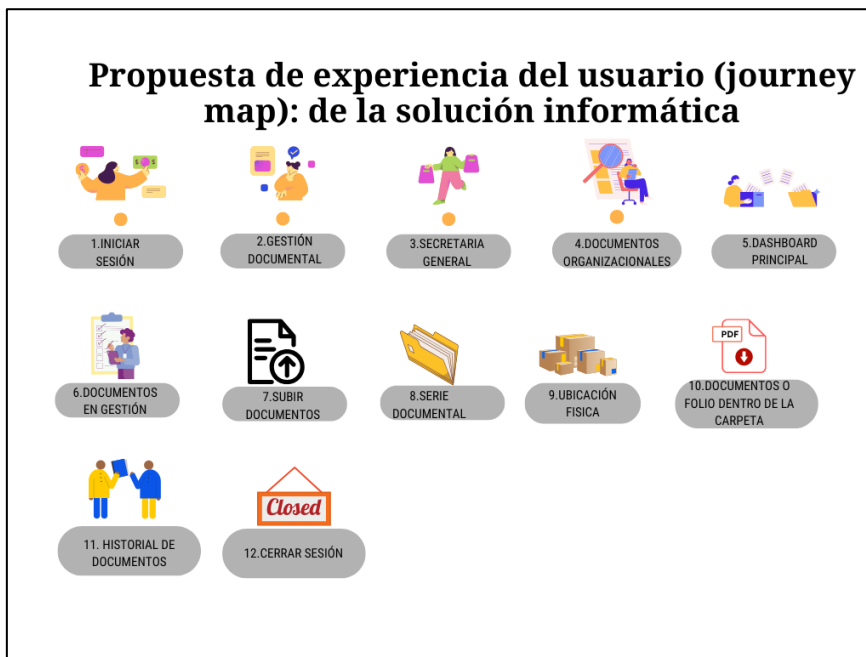 Propuesta de experiencia del usuario (journey
map): de la solución informática
1.INICIAR
SESIÓN
2.GESTIÓN
DOCUMENTAL
3.SECRETARIA
GENERAL
4.DOCUMENTOS
ORGANIZACIONALES
5.DASHBOARD
PRINCIPAL
6.DOCUMENTOS
EN GESTIÓN
7.SUBIR
DOCUMENTOS
8.SERIE
DOCUMENTAL
9.UBICACIÓN
FISICA
PDF
10.DOCUMENTOS O
FOLIO DENTRO DE LA
CARPETA
11. HISTORIAL DE
DOCUMENTOS
Closed
12.CERRAR SESIÓN